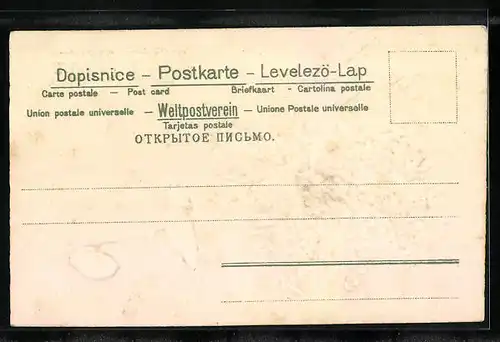 Dopisnice – Postkarte – Levelezö-Lap
Carte postale — Post card Briefkaart - Cartolina postale
Union postale universelle — Weltpostverein — Unione Postale universelle
Tarjetas postale
ОТКРЫТОЕ ПИСЬМО.